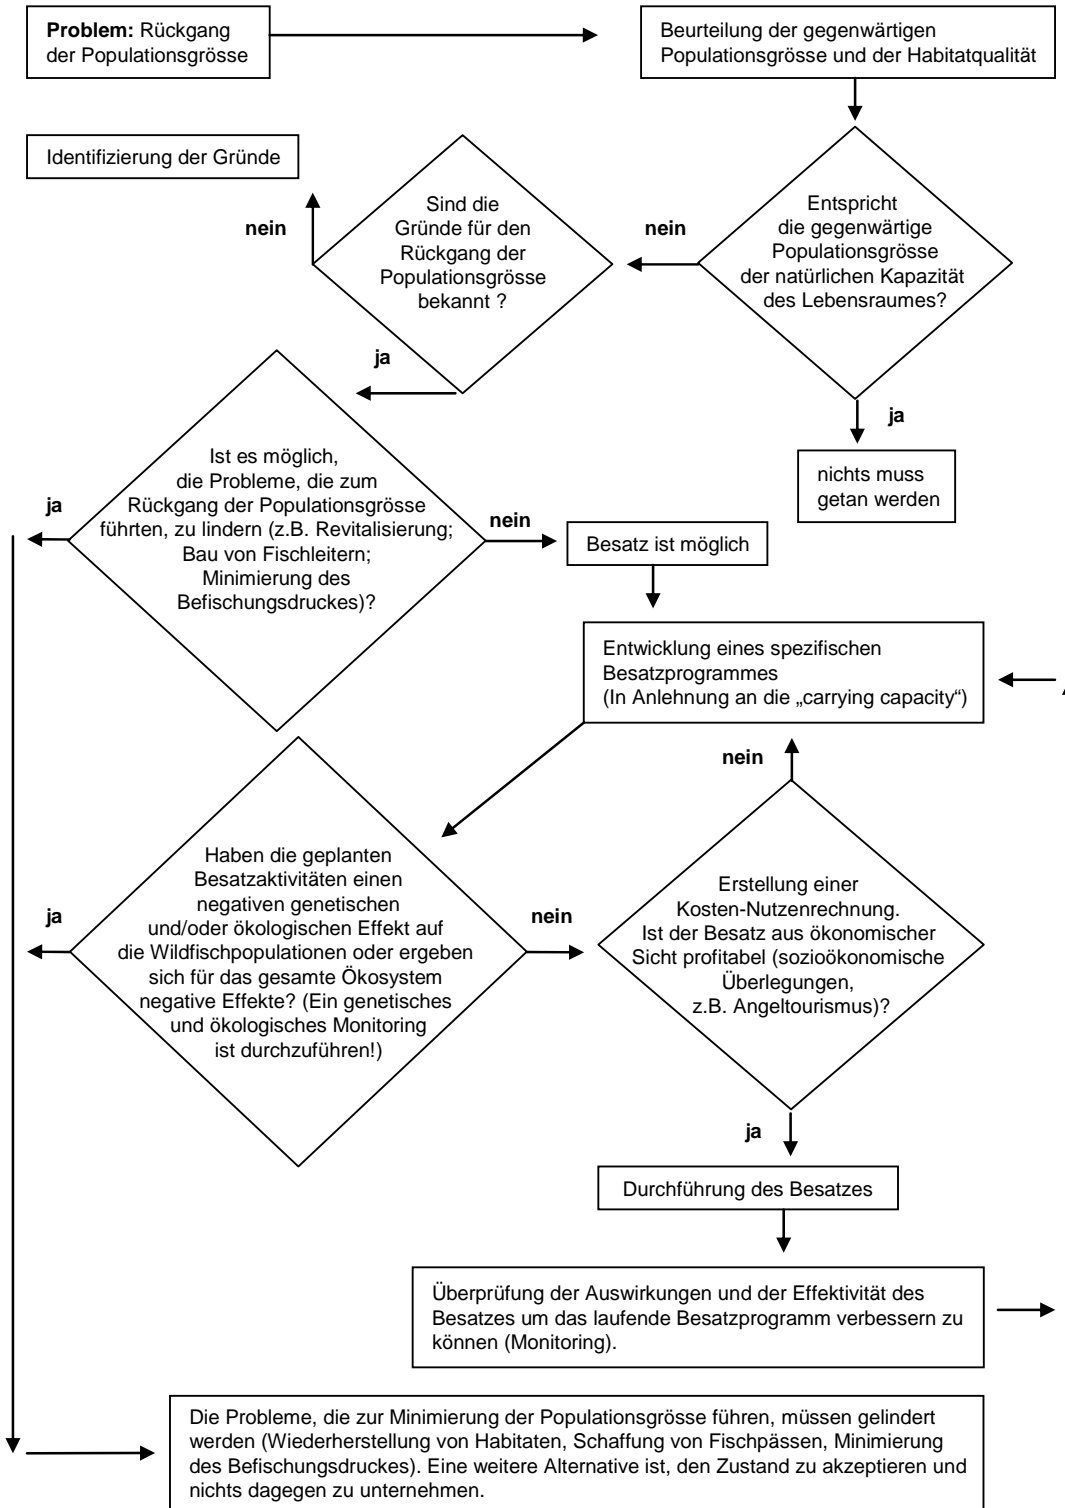 Problem: Rückgang
der Populationsgrösse
Beurteilung der gegenwärtigen
Populationsgrösse und der Habitatqualität
Identifizierung der Gründe
nein
Sind die
Gründe für den
Rückgang der
Populationsgrösse
bekannt ?
nein
Entspricht
die gegenwärtige
Populationsgrösse
der natürlichen Kapazität
des Lebensraumes?
ja
ja
nichts muss
getan werden
ja
Ist es möglich,
die Probleme, die zum
Rückgang der Populationsgrösse
führten, zu lindern (z.B. Revitalisierung;
Bau von Fischleitern;
Minimierung des
Befischungsdruckes)?
nein
Besatz ist möglich
Entwicklung eines spezifischen
Besatzprogrammes
(In Anlehnung an die „carrying capacity“)
nein
ja
Haben die geplanten
Besatzaktivitäten einen
negativen genetischen
und/oder ökologischen Effekt auf
die Wildfischpopulationen oder ergeben
sich für das gesamte Ökosystem
negative Effekte? (Ein genetisches
und ökologisches Monitoring
ist durchzuführen!)
nein
Erstellung einer
Kosten-Nutzenrechnung.
Ist der Besatz aus ökonomischer
Sicht profitabel (sozioökonomische
Überlegungen,
z.B. Angeltourismus)?
ja
Durchführung des Besatzes
Überprüfung der Auswirkungen und der Effektivität des
Besatzes um das laufende Besatzprogramm verbessern zu
können (Monitoring).
Die Probleme, die zur Minimierung der Populationsgrösse führen, müssen gelindert
werden (Wiederherstellung von Habitaten, Schaffung von Fischpässen, Minimierung
des Befischungsdruckes). Eine weitere Alternative ist, den Zustand zu akzeptieren und
nichts dagegen zu unternehmen.